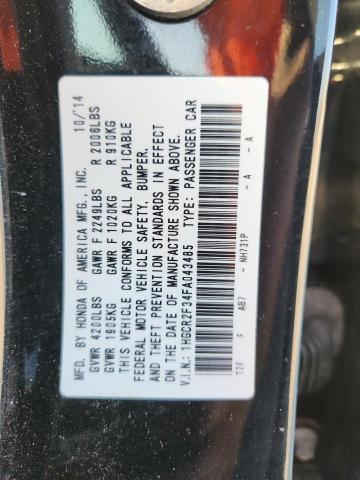 MFD. BY HONDA OF AMERICA MFG., INC. 10/'14
GVWR 4200LBS GAWR F 2249LBS R 2006LBS
GVWR 1905KG GAWR F 1020KG R 910KG
THIS VEHICLE CONFORMS TO ALL APPLICABLE
FEDERAL MOTOR VEHICLE SAFETY, BUMPER,
AND THEFT PREVENTION STANDARDS IN EFFECT
ON THE DATE OF MANUFACTURE SHOWN ABOVE.
V.I.N.: 1HGCR2F34FA043485 TYPE: PASSENGER CAR
T2F F AB7 - NH731P - A - A